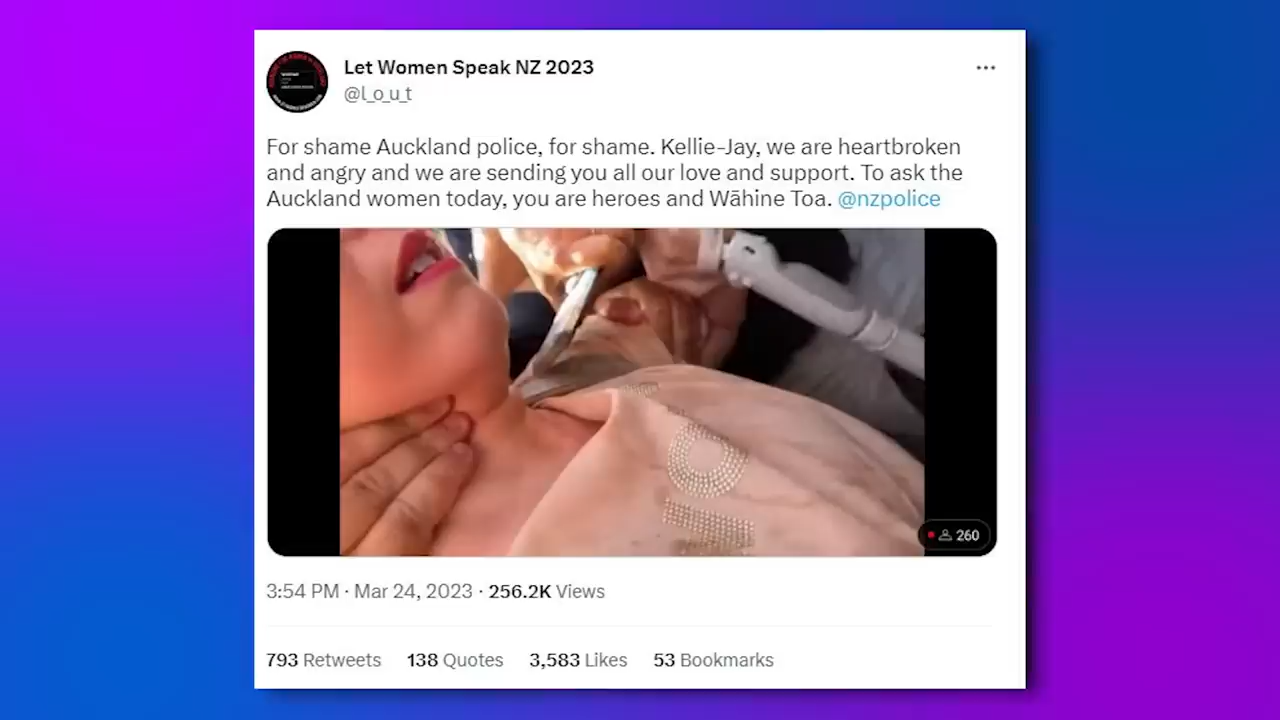 Let Women Speak NZ 2023
@l_o_u_t
For shame Auckland police, for shame. Kellie-Jay, we are heartbroken
and angry and we are sending you all our love and support. To ask the
Auckland women today, you are heroes and Wāhine Toa. @nzpolice
260
3:54 PM · Mar 24, 2023 · 256.2K Views
793 Retweets 138 Quotes 3,583 Likes 53 Bookmarks